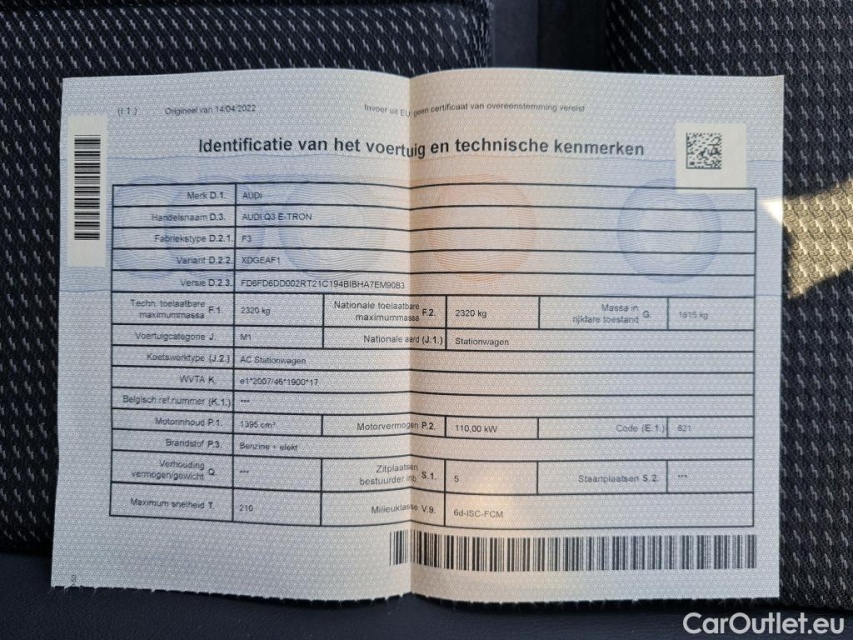 (I.1.) Origineel van 14/04/2022 Invoer uit EU geen certificaat van overeenstemming vereist
Identificatie van het voertuig en technische kenmerken
Merk D.1. AUDI
Handelsnaam D.3. AUDI Q3 E-TRON
Fabriekstype D.2.1. F3
Variant D.2.2. XDGEAF1
Versie D.2.3. FD6FD6DD002RT21C194BIBHA7EM90B3
Techn. toelaatbare maximummassa F.1. 2320 kg Nationale toelaatbare maximummassa F.2. 2320 kg Massa in rijklare toestand G. 1815 kg
Voertuigcategorie J. M1 Nationale aard (J.1.) Stationwagen
Koetswerktype (J.2.) AC Stationwagen
WVTA K. e1*2007/46*1900*17
Belgisch ref.nummer (K.1.) ---
Motorinhoud P.1. 1395 cm³ Motorvermogen P.2. 110,00 kW Code (E.1.) 621
Brandstof P.3. Benzine + elekt
Verhouding vermogen/gewicht Q. --- Zitplaatsen bestuurder inb. S.1. 5 Staanplaatsen S.2. ---
Maximum snelheid T. 210 Milieuklasse V.9. 6d-ISC-FCM
CarOutlet.eu